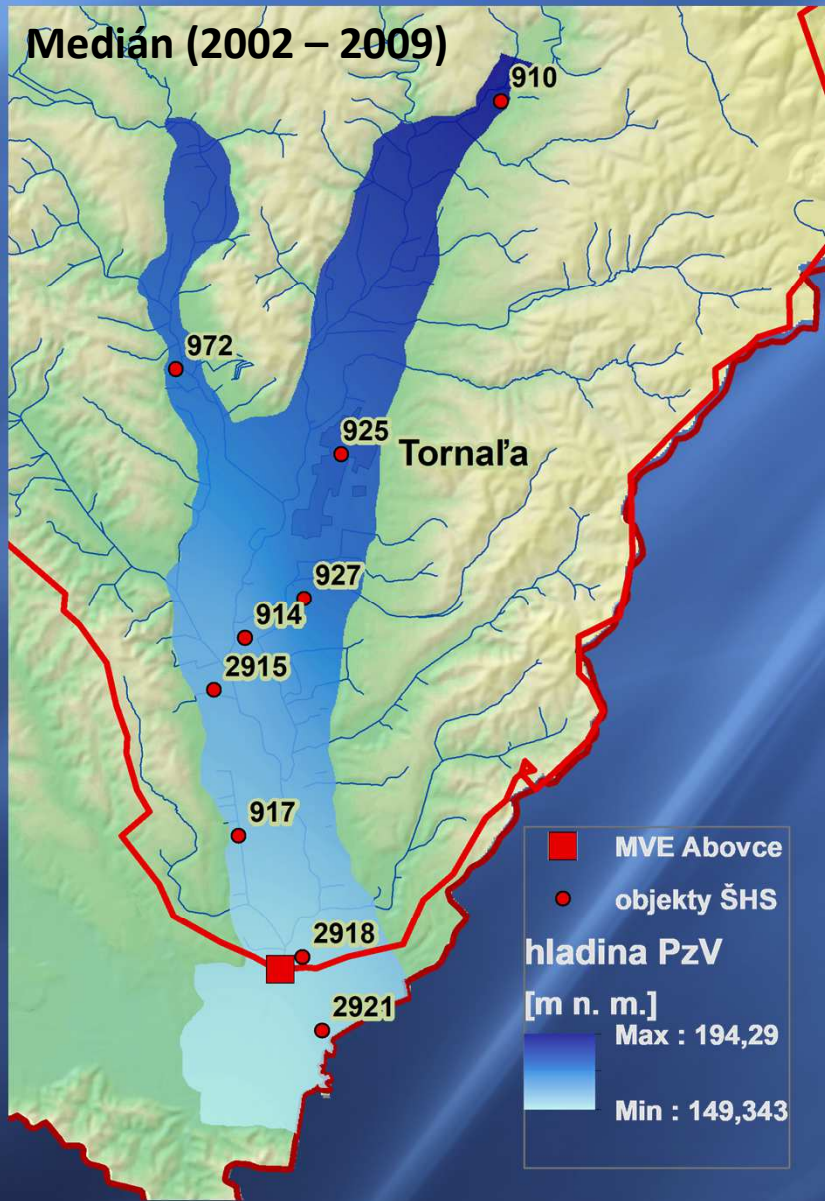 Medián (2002 – 2009)
910
972
925
Tornaľa
927
914
2915
917
2918
2921
MVE Abovce
objekty ŠHS
hladina PzV
[m n. m.]
Max : 194,29
Min : 149,343